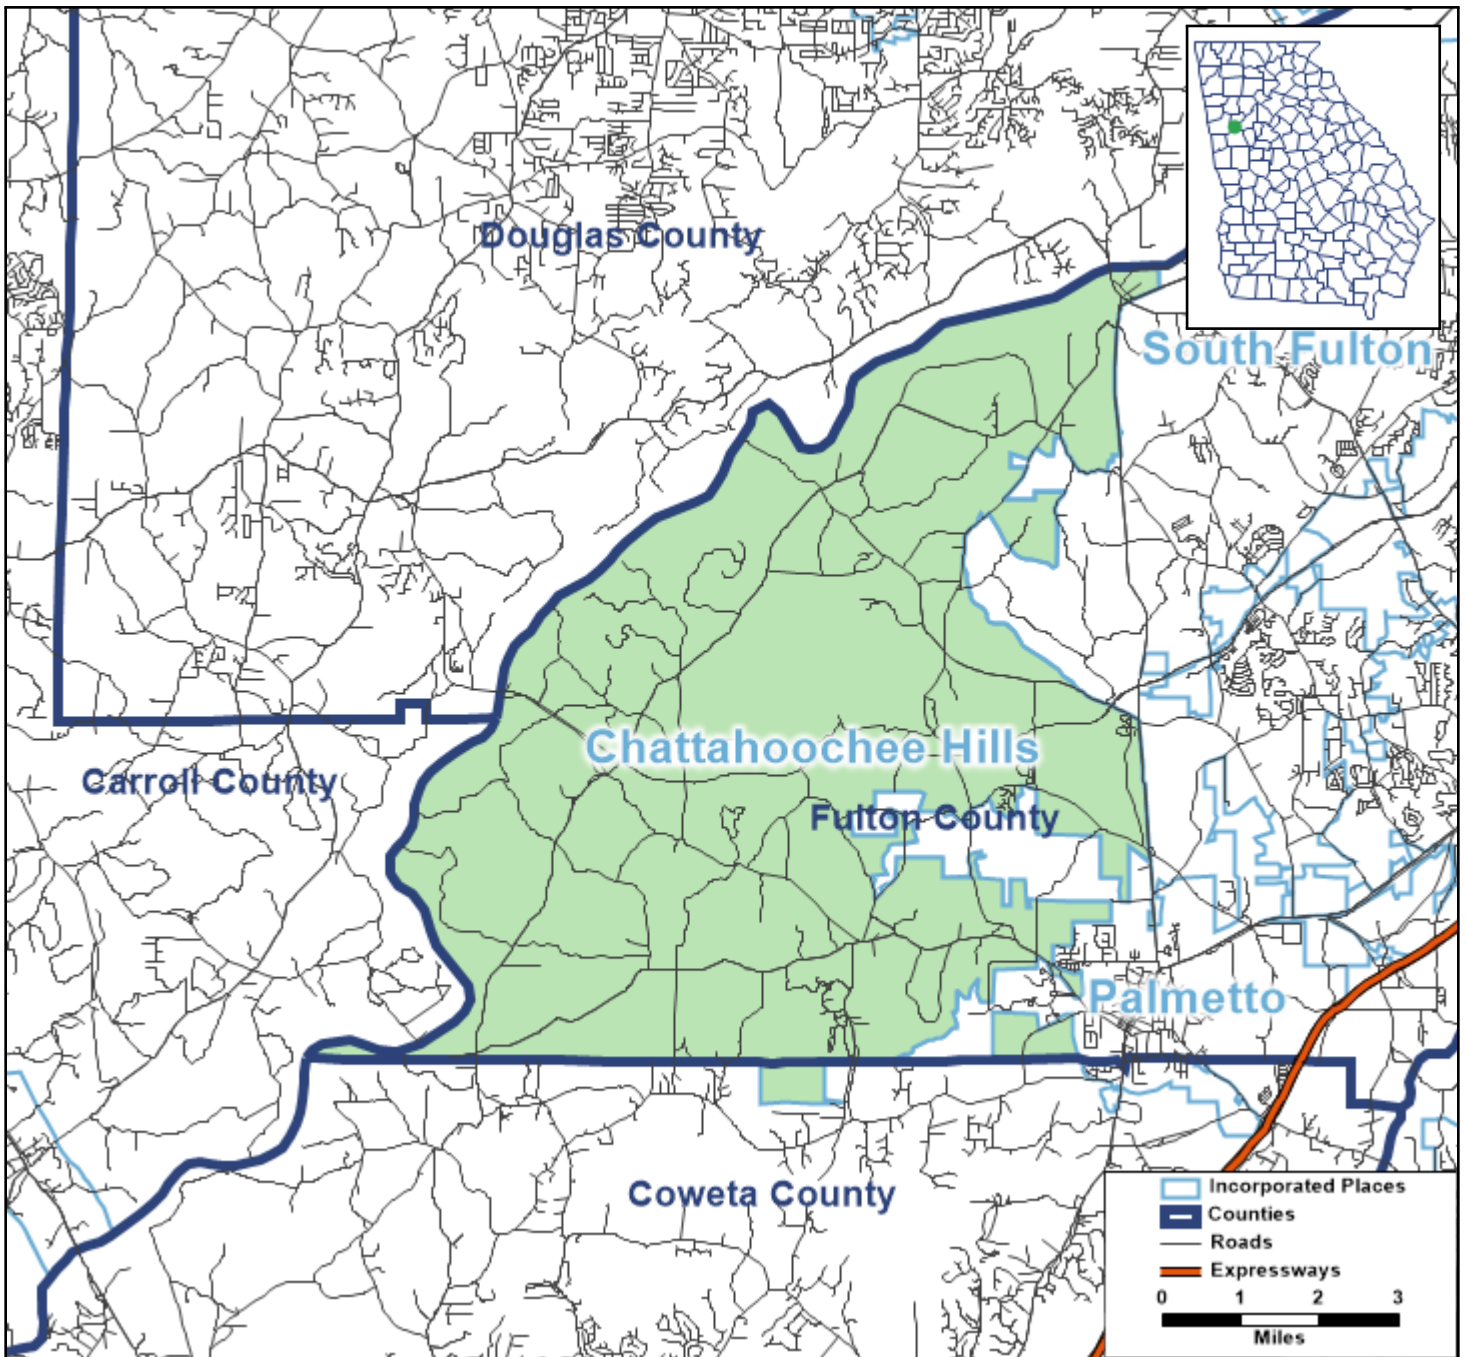 Douglas County
South Fulton
Chattahoochee Hills
Carroll County
Fulton County
Palmetto
Coweta County
Incorporated Places
Counties
Roads
Expressways
0 1 2 3
Miles